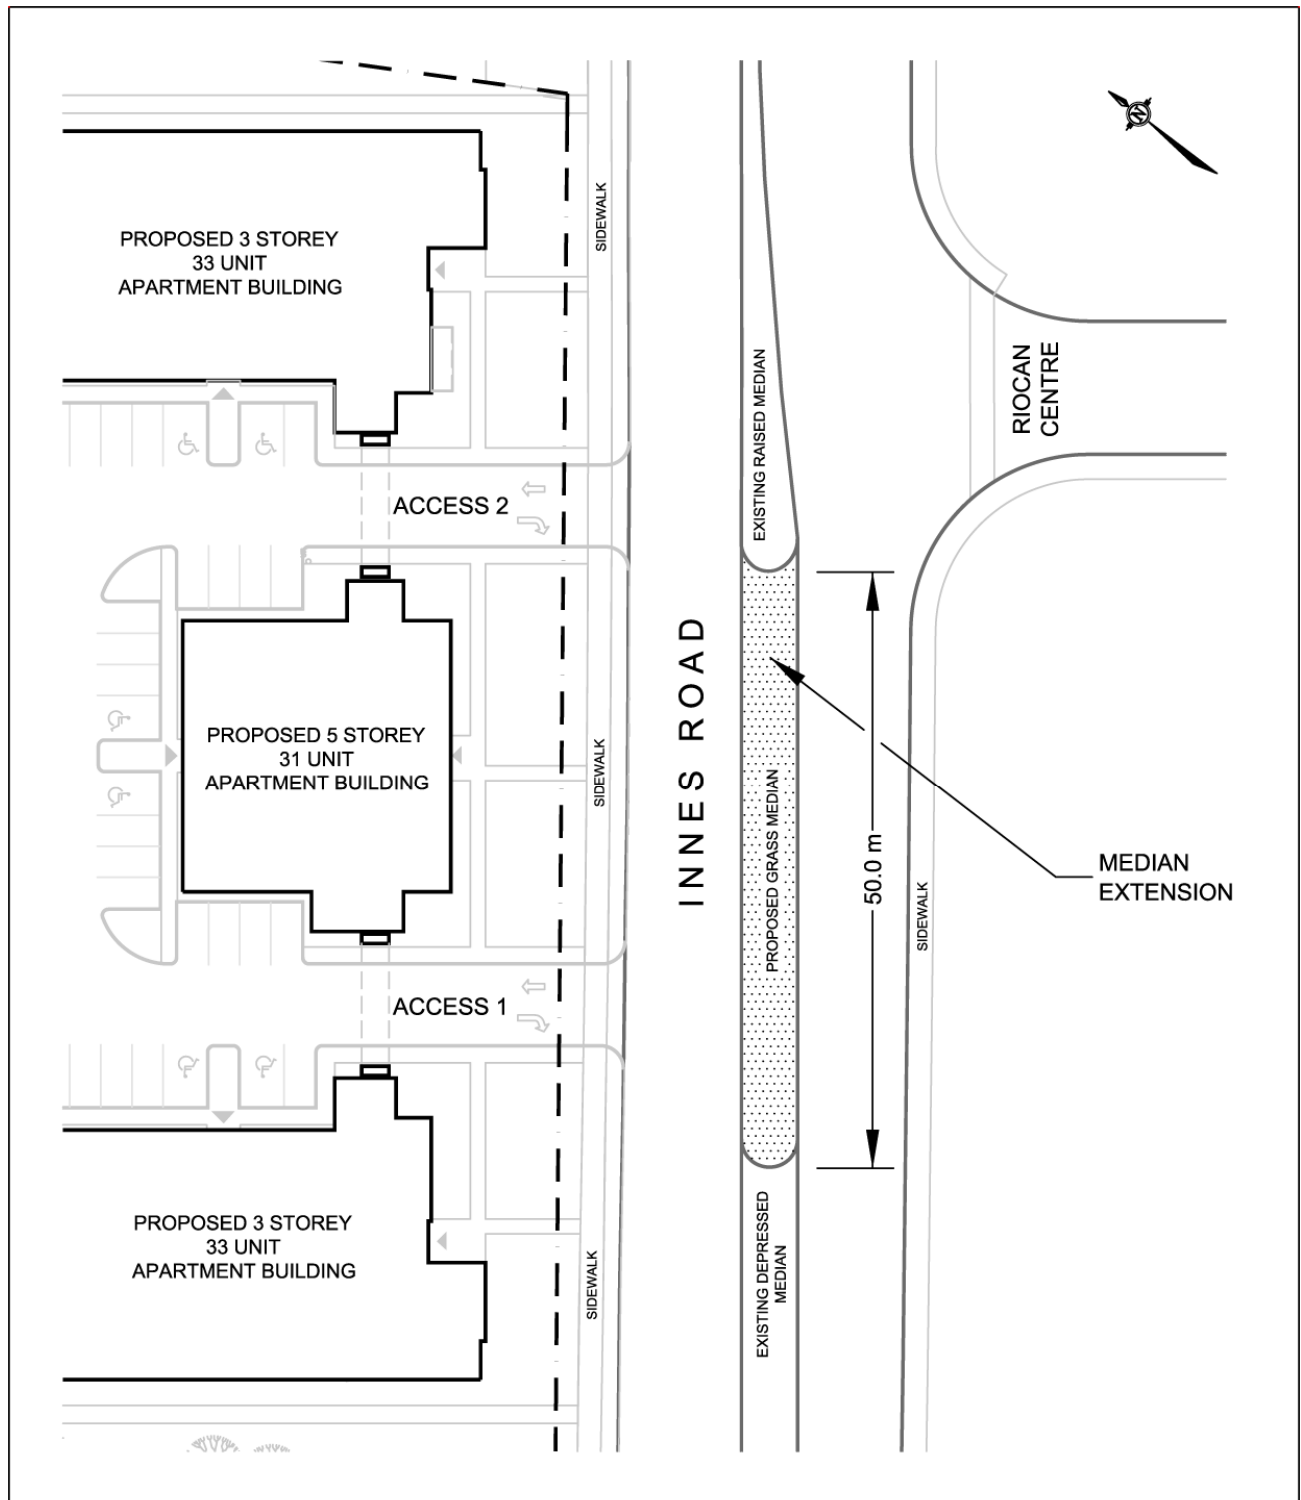 N
SIDEWALK
PROPOSED 3 STOREY
33 UNIT
APARTMENT BUILDING
EXISTING RAISED MEDIAN
RIOCAN
CENTRE
ACCESS 2
INNES ROAD
PROPOSED 5 STOREY
31 UNIT
APARTMENT BUILDING
SIDEWALK
PROPOSED GRASS MEDIAN
50.0 m
MEDIAN
EXTENSION
SIDEWALK
ACCESS 1
PROPOSED 3 STOREY
33 UNIT
APARTMENT BUILDING
SIDEWALK
EXISTING DEPRESSED
MEDIAN